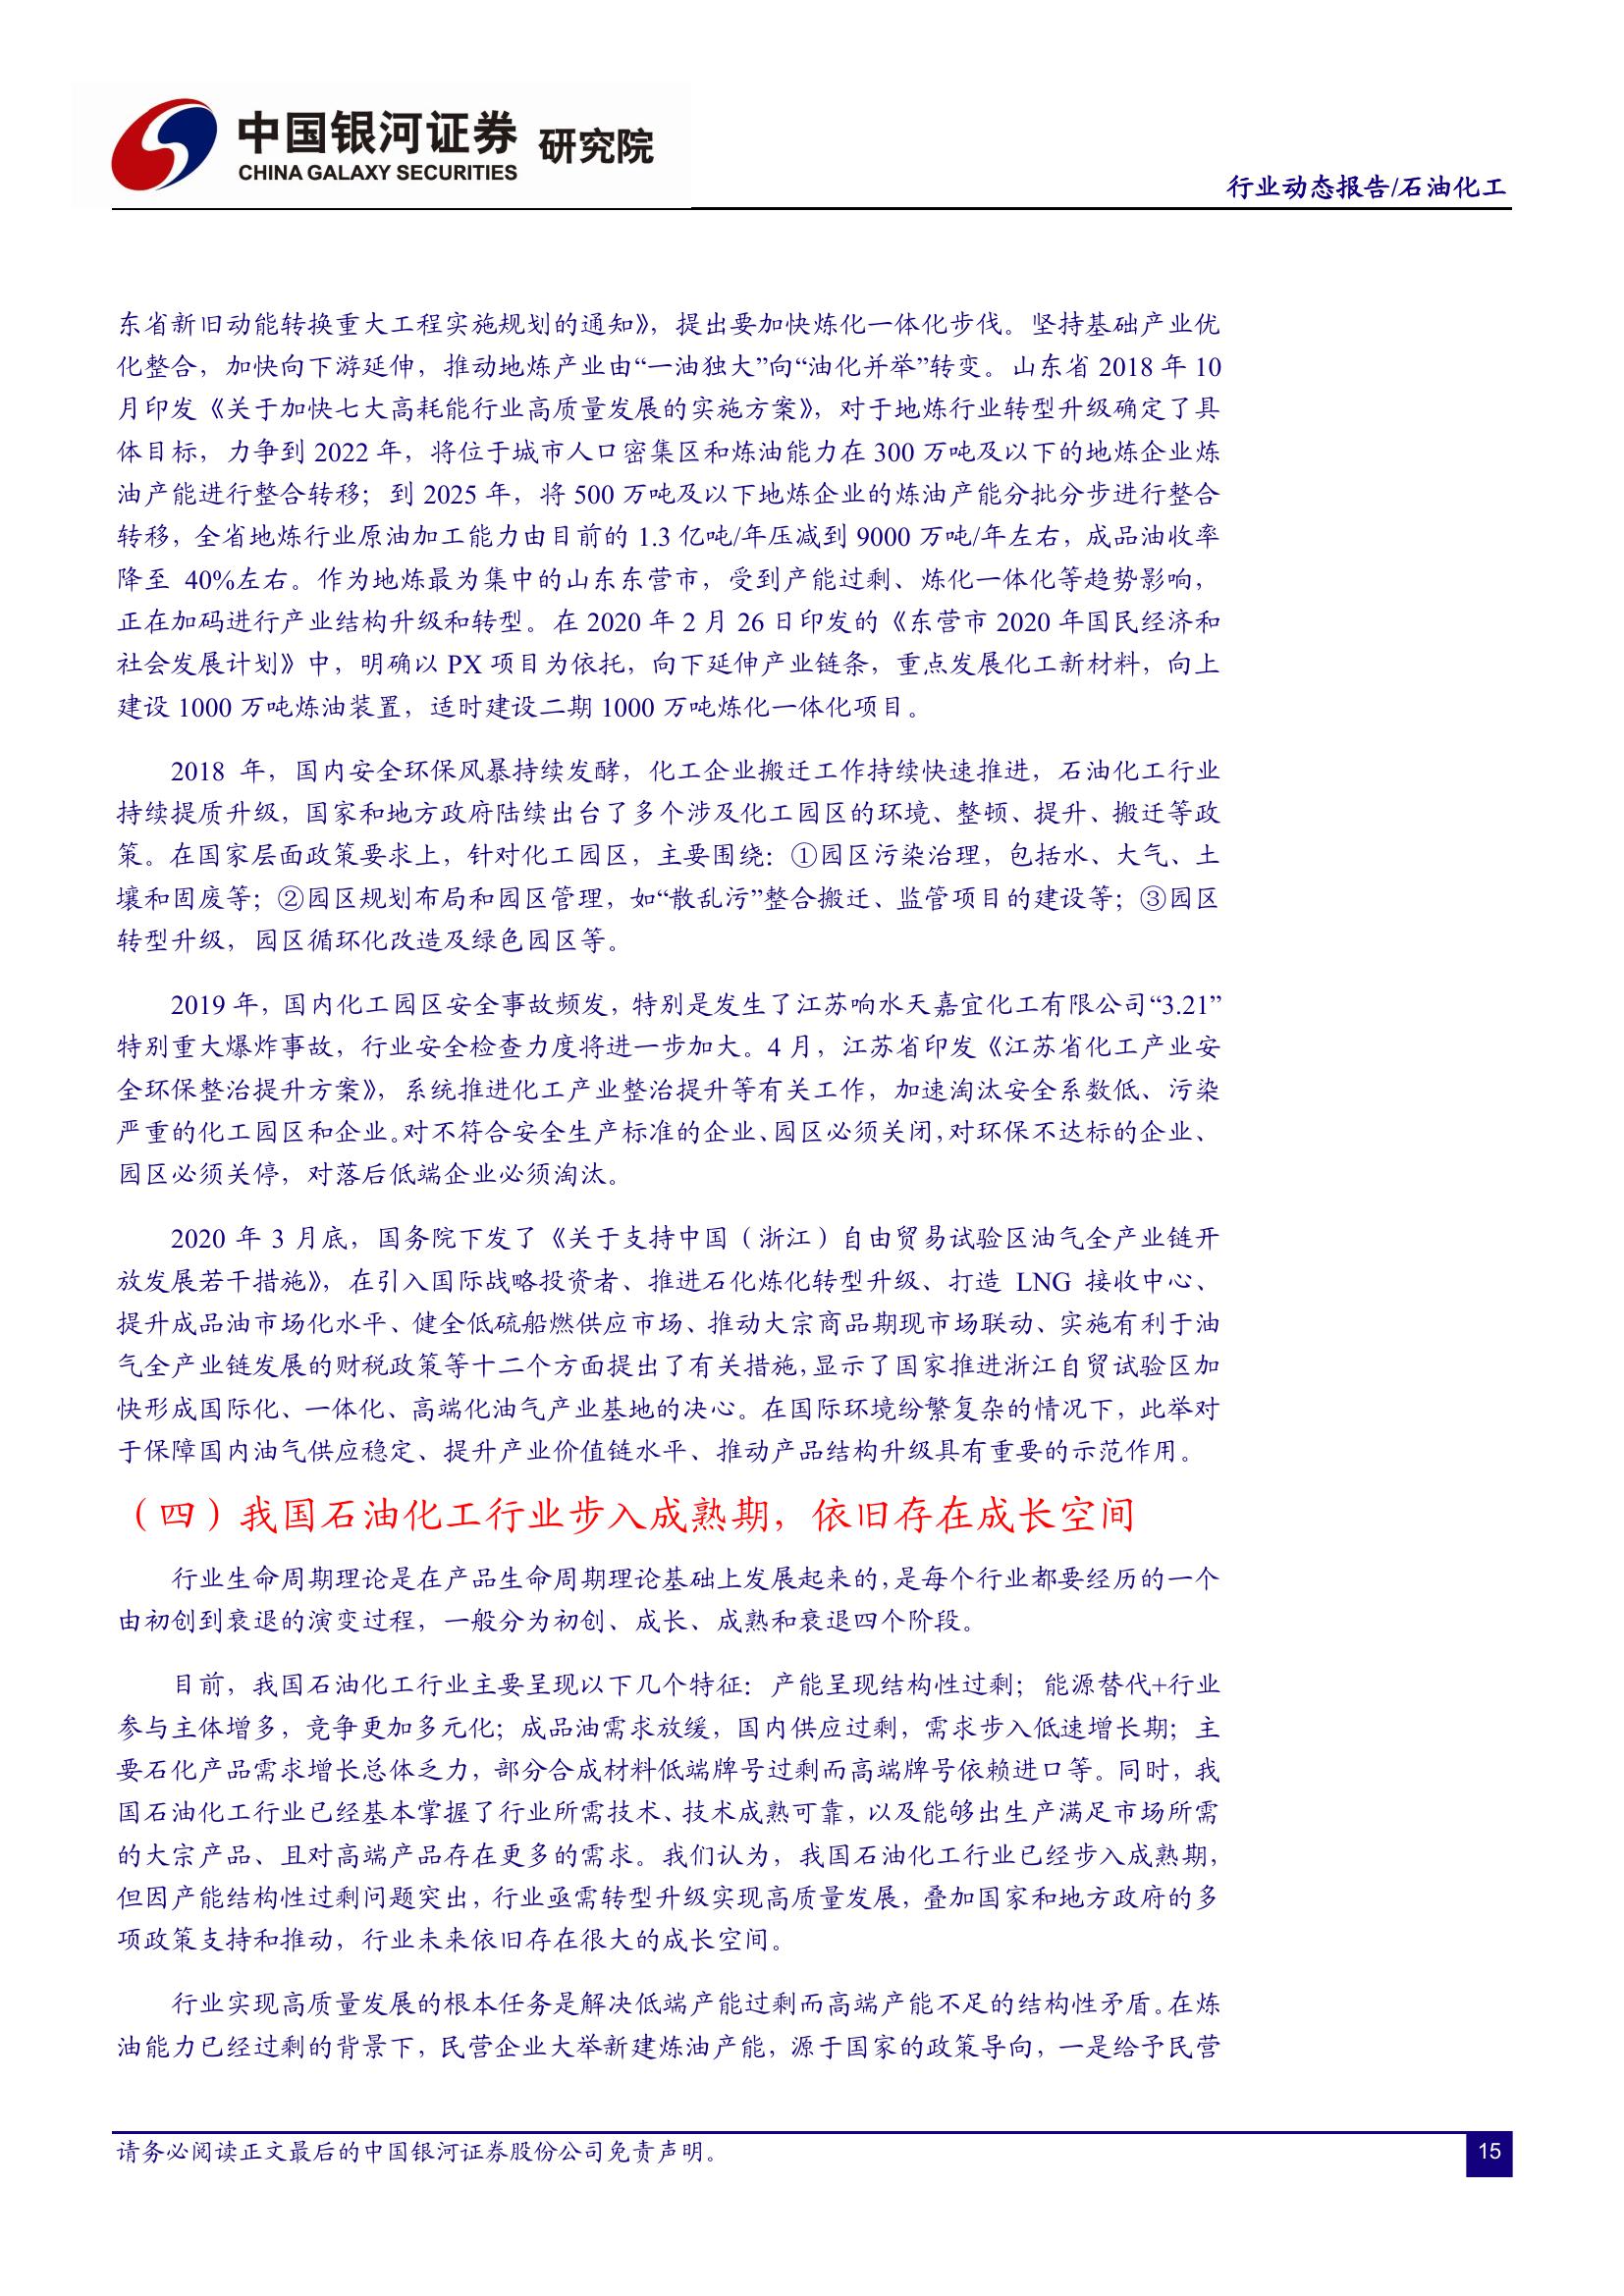 中国银河证券 研究院
CHINA GALAXY SECURITIES
行业动态报告/石油化工
东省新旧动能转换重大工程实施规划的通知》，提出要加快炼化一体化步伐。坚持基础产业优
化整合，加快向下游延伸，推动地炼产业由“一油独大”向“油化并举”转变。山东省 2018 年 10
月印发《关于加快七大高耗能行业高质量发展的实施方案》，对于地炼行业转型升级确定了具
体目标，力争到 2022 年，将位于城市人口密集区和炼油能力在 300 万吨及以下的地炼企业炼
油产能进行整合转移；到 2025 年，将 500 万吨及以下地炼企业的炼油产能分批分步进行整合
转移，全省地炼行业原油加工能力由目前的 1.3 亿吨/年压减到 9000 万吨/年左右，成品油收率
降至 40%左右。作为地炼最为集中的山东东营市，受到产能过剩、炼化一体化等趋势影响，
正在加码进行产业结构升级和转型。在 2020 年 2 月 26 日印发的《东营市 2020 年国民经济和
社会发展计划》中，明确以 PX 项目为依托，向下延伸产业链条，重点发展化工新材料，向上
建设 1000 万吨炼油装置，适时建设二期 1000 万吨炼化一体化项目。
2018 年，国内安全环保风暴持续发酵，化工企业搬迁工作持续快速推进，石油化工行业
持续提质升级，国家和地方政府陆续出台了多个涉及化工园区的环境、整顿、提升、搬迁等政
策。在国家层面政策要求上，针对化工园区，主要围绕：①园区污染治理，包括水、大气、土
壤和固废等；②园区规划布局和园区管理，如“散乱污”整合搬迁、监管项目的建设等；③园区
转型升级，园区循环化改造及绿色园区等。
2019 年，国内化工园区安全事故频发，特别是发生了江苏响水天嘉宜化工有限公司“3.21”
特别重大爆炸事故，行业安全检查力度将进一步加大。4 月，江苏省印发《江苏省化工产业安
全环保整治提升方案》，系统推进化工产业整治提升等有关工作，加速淘汰安全系数低、污染
严重的化工园区和企业。对不符合安全生产标准的企业、园区必须关闭，对环保不达标的企业、
园区必须关停，对落后低端企业必须淘汰。
2020 年 3 月底，国务院下发了《关于支持中国（浙江）自由贸易试验区油气全产业链开
放发展若干措施》，在引入国际战略投资者、推进石化炼化转型升级、打造 LNG 接收中心、
提升成品油市场化水平、健全低硫船燃供应市场、推动大宗商品期现市场联动、实施有利于油
气全产业链发展的财税政策等十二个方面提出了有关措施，显示了国家推进浙江自贸试验区加
快形成国际化、一体化、高端化油气产业基地的决心。在国际环境纷繁复杂的情况下，此举对
于保障国内油气供应稳定、提升产业价值链水平、推动产品结构升级具有重要的示范作用。
（四）我国石油化工行业步入成熟期，依旧存在成长空间
行业生命周期理论是在产品生命周期理论基础上发展起来的，是每个行业都要经历的一个
由初创到衰退的演变过程，一般分为初创、成长、成熟和衰退四个阶段。
目前，我国石油化工行业主要呈现以下几个特征：产能呈现结构性过剩；能源替代+行业
参与主体增多，竞争更加多元化；成品油需求放缓，国内供应过剩，需求步入低速增长期；主
要石化产品需求增长总体乏力，部分合成材料低端牌号过剩而高端牌号依赖进口等。同时，我
国石油化工行业已经基本掌握了行业所需技术、技术成熟可靠，以及能够出生产满足市场所需
的大宗产品、且对高端产品存在更多的需求。我们认为，我国石油化工行业已经步入成熟期，
但因产能结构性过剩问题突出，行业亟需转型升级实现高质量发展，叠加国家和地方政府的多
项政策支持和推动，行业未来依旧存在很大的成长空间。
行业实现高质量发展的根本任务是解决低端产能过剩而高端产能不足的结构性矛盾。在炼
油能力已经过剩的背景下，民营企业大举新建炼油产能，源于国家的政策导向，一是给予民营
请务必阅读正文最后的中国银河证券股份公司免责声明。
15